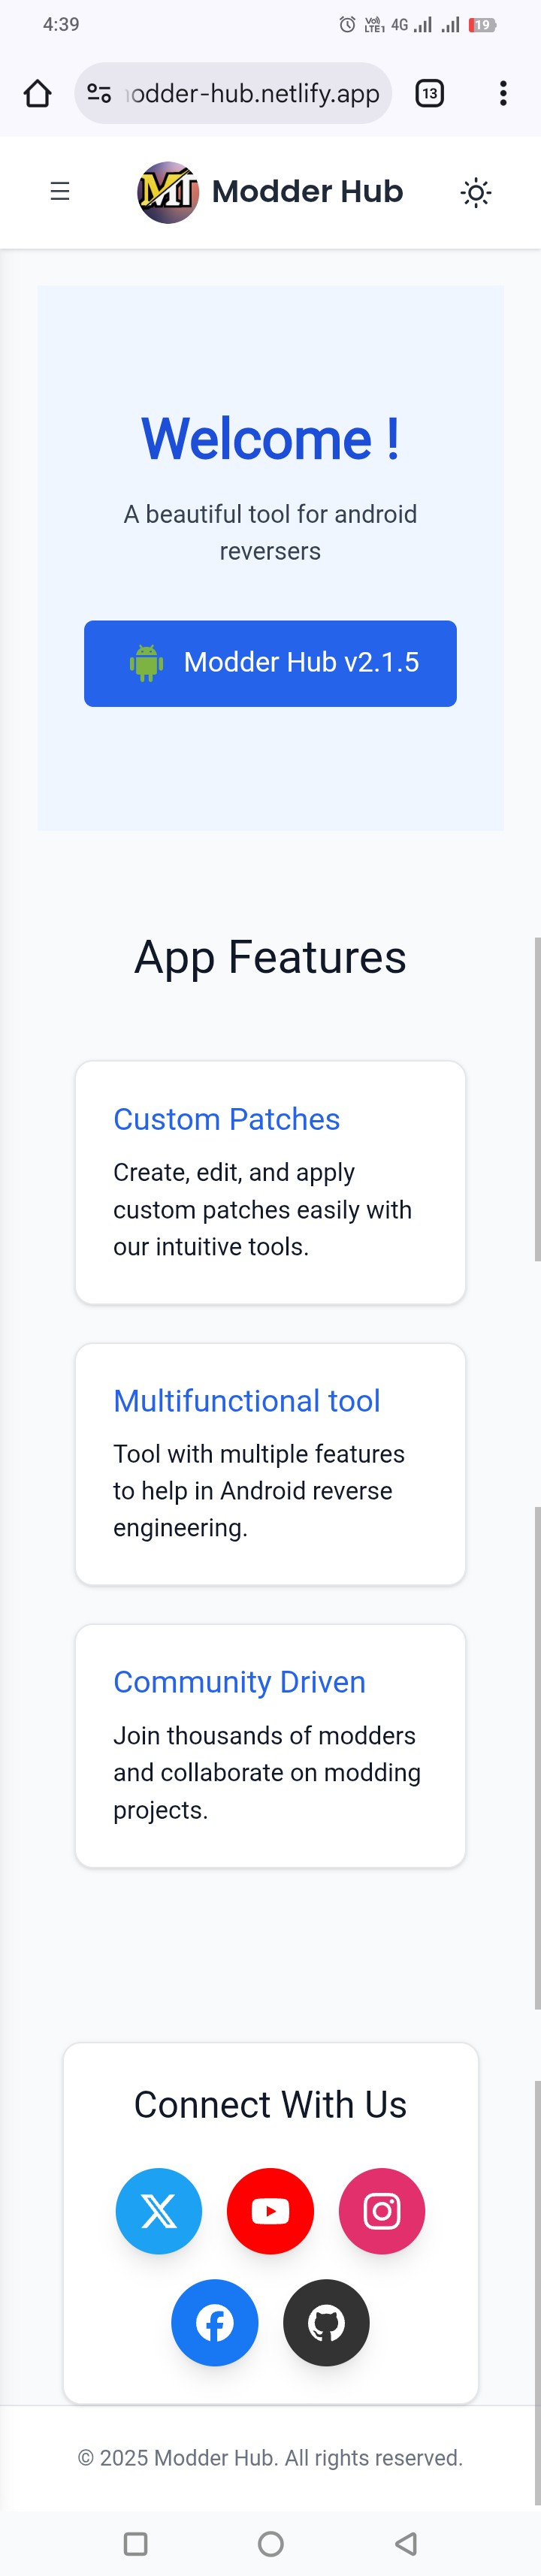 4:39
Vo) LTE1 4G 19
odder-hub.netlify.app
13
MT Modder Hub
Welcome !
A beautiful tool for android
reversers
Modder Hub v2.1.5
App Features
Custom Patches
Create, edit, and apply
custom patches easily with
our intuitive tools.
Multifunctional tool
Tool with multiple features
to help in Android reverse
engineering.
Community Driven
Join thousands of modders
and collaborate on modding
projects.
Connect With Us
© 2025 Modder Hub. All rights reserved.